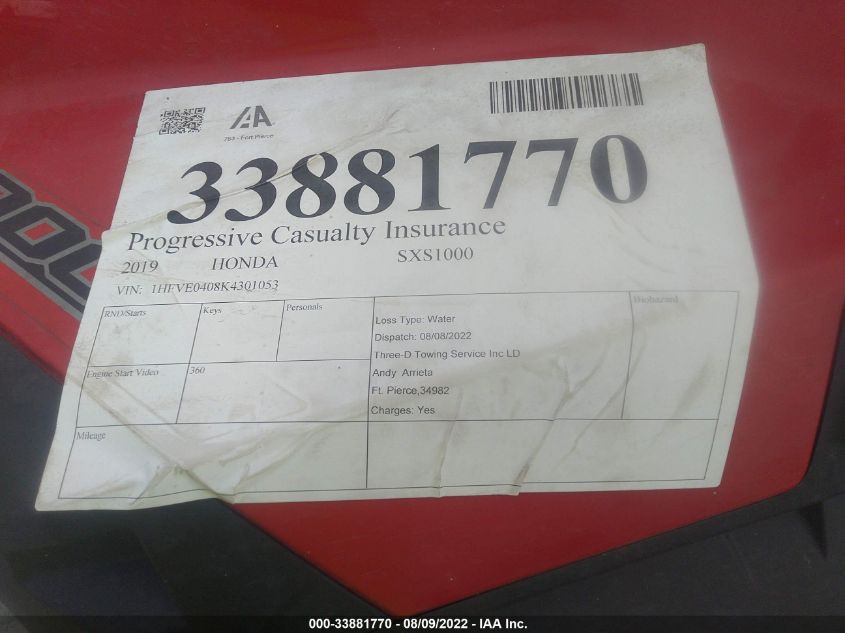 IAA
783 - Fort Pierce
33881770
Progressive Casualty Insurance
2019 HONDA SXS1000
VIN: 1HFVE0408K4301053
RND/Starts Keys Personals
Loss Type: Water
Dispatch: 08/08/2022
Three-D Towing Service Inc LD
Andy Arrieta
Ft. Pierce,34982
Charges: Yes
Biohazard
Engine Start Video 360
Mileage
000-33881770 - 08/09/2022 - IAA Inc.